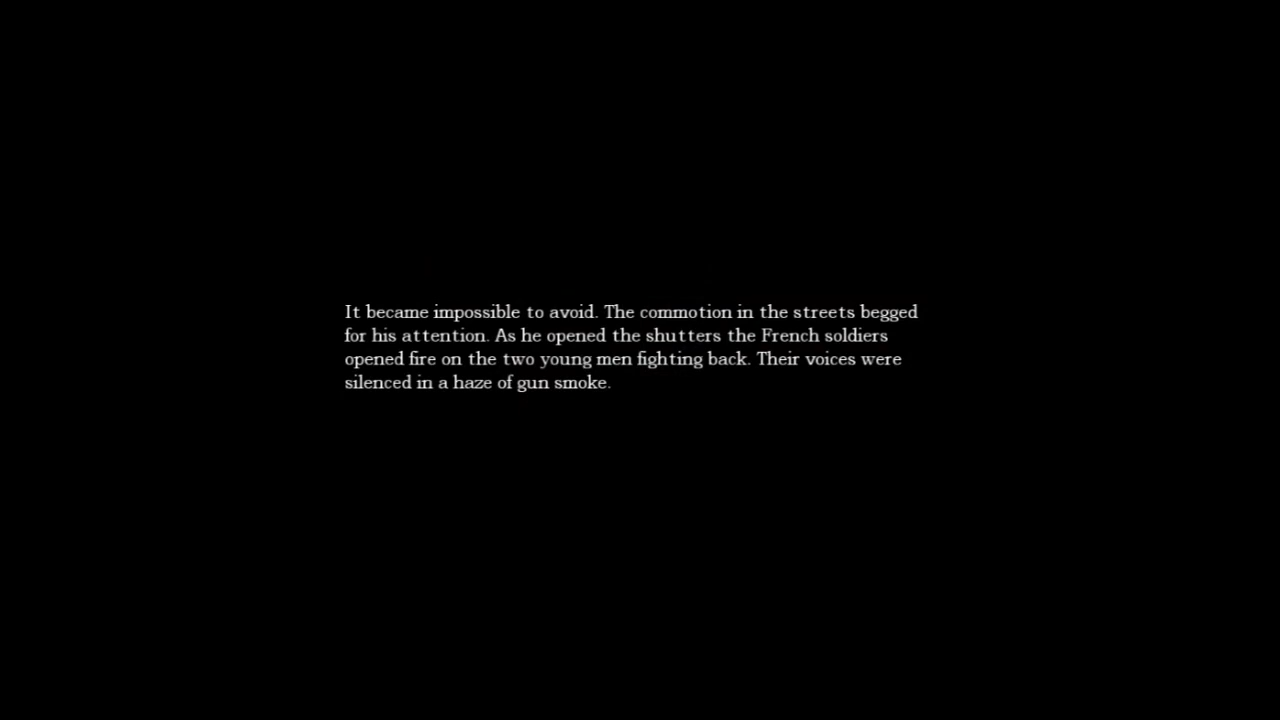 It became impossible to avoid. The commotion in the streets begged
for his attention. As he opened the shutters the French soldiers
opened fire on the two young men fighting back. Their voices were
silenced in a haze of gun smoke.